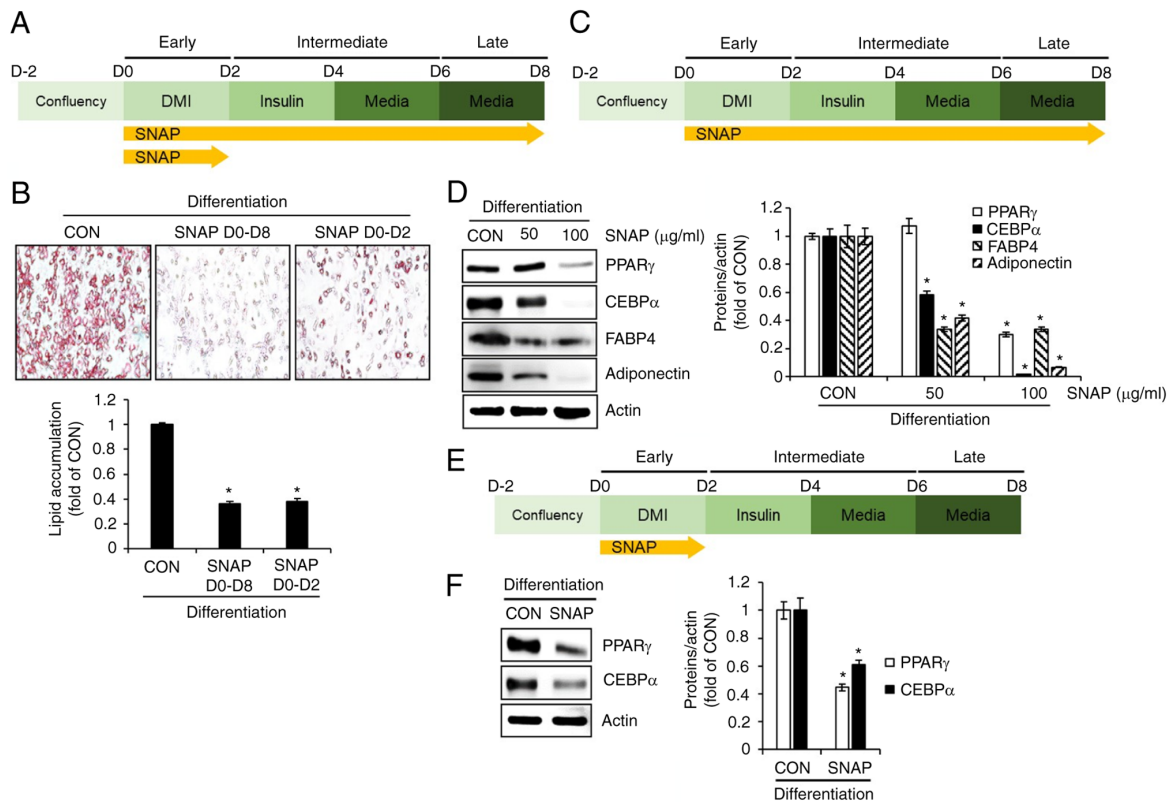 A
Early Intermediate Late
D-2 D0 D2 D4 D6 D8
Confluency DMI Insulin Media Media
SNAP
SNAP
B
Differentiation
CON SNAP D0-D8 SNAP D0-D2
Lipid accumulation
(fold of CON)
1.2
1
0.8
0.6
0.4
0.2
0
* *
CON SNAP D0-D8 SNAP D0-D2
Differentiation
C
Early Intermediate Late
D-2 D0 D2 D4 D6 D8
Confluency DMI Insulin Media Media
SNAP
D
Differentiation
CON 50 100 SNAP (μg/ml)
PPARγ
CEBPα
FABP4
Adiponectin
Actin
Proteins/actin
(fold of CON)
1.2
1
0.8
0.6
0.4
0.2
0
PPARγ
CEBPα
FABP4
Adiponectin
* * * * * * *
CON 50 100 SNAP (μg/ml)
Differentiation
E
Early Intermediate Late
D-2 D0 D2 D4 D6 D8
Confluency DMI Insulin Media Media
SNAP
F
Differentiation
CON SNAP
PPARγ
CEBPα
Actin
Proteins/actin
(fold of CON)
1.2
1
0.8
0.6
0.4
0.2
0
* *
PPARγ
CEBPα
CON SNAP
Differentiation